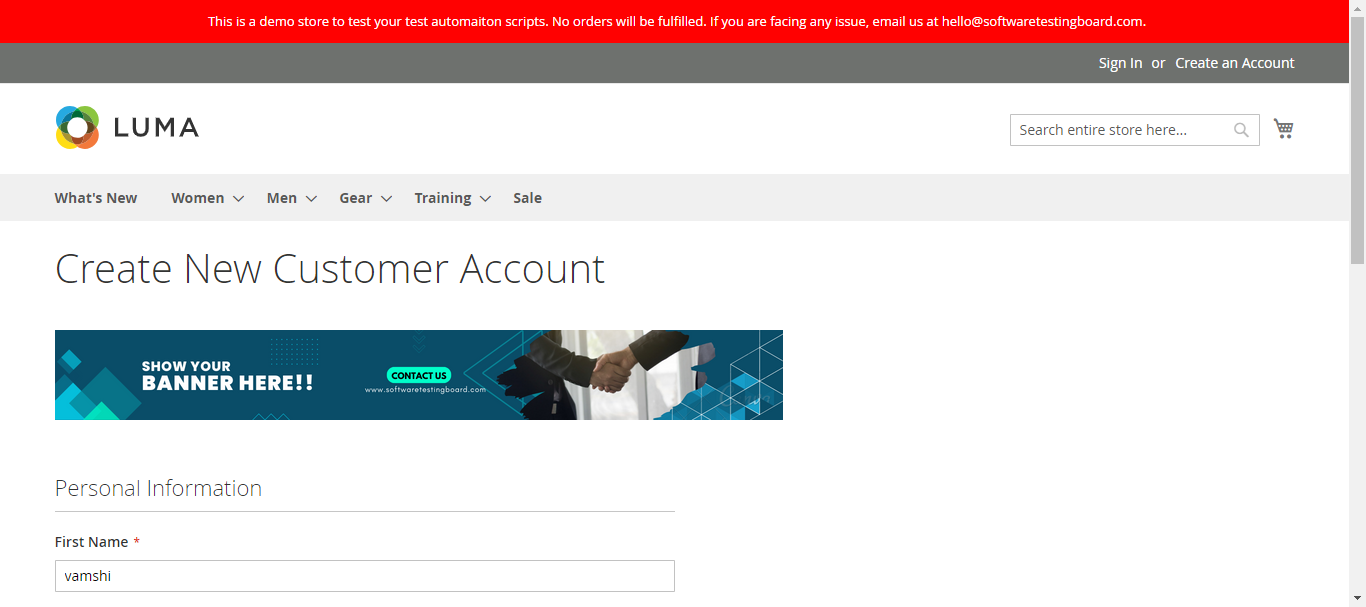 This is a demo store to test your test automaiton scripts. No orders will be fulfilled. If you are facing any issue, email us at hello@softwaretestingboard.com.
Sign In or Create an Account
LUMA
Search entire store here...
What's New Women Men Gear Training Sale
Create New Customer Account
SHOW YOUR
BANNER HERE!!
CONTACT US
www.softwaretestingboard.com
Personal Information
First Name *
vamshi